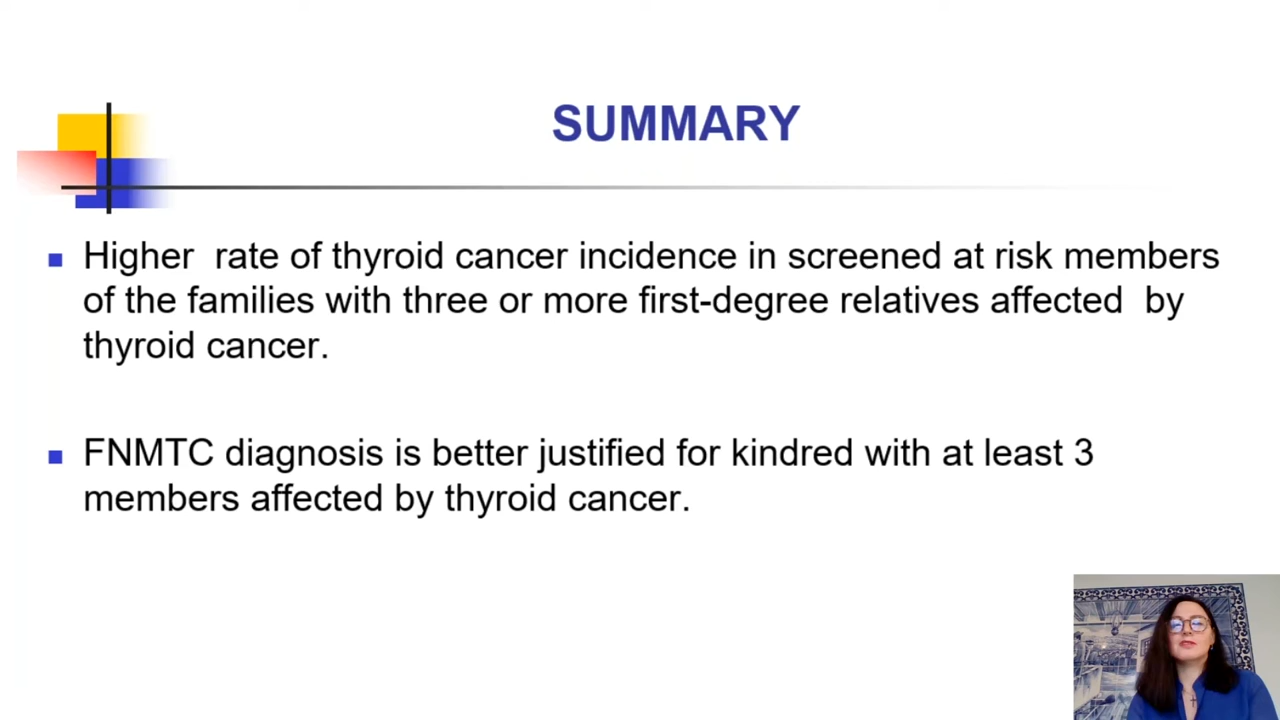 SUMMARY
Higher  rate of thyroid cancer incidence in screened at risk members
of the families with three or more first-degree relatives affected  by
thyroid cancer.
FNMTC diagnosis is better justified for kindred with at least 3
members affected by thyroid cancer.